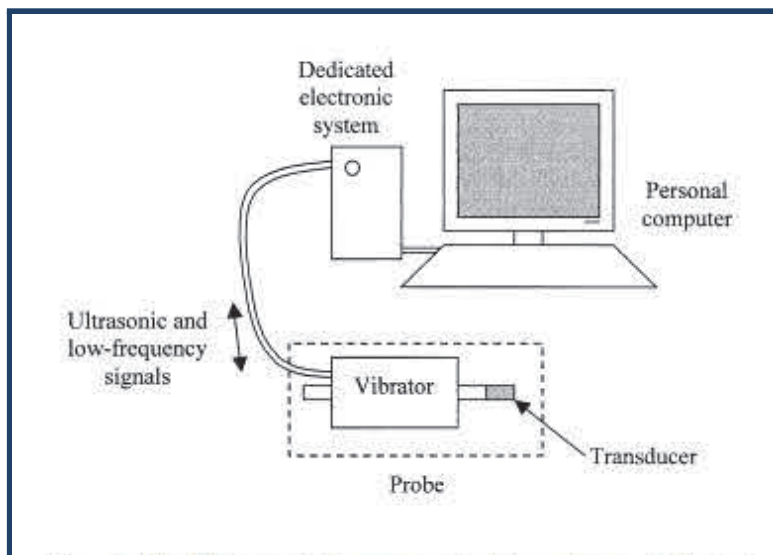 Dedicated
electronic
system
Personal
computer
Ultrasonic and
low-frequency
signals
Vibrator
Transducer
Probe